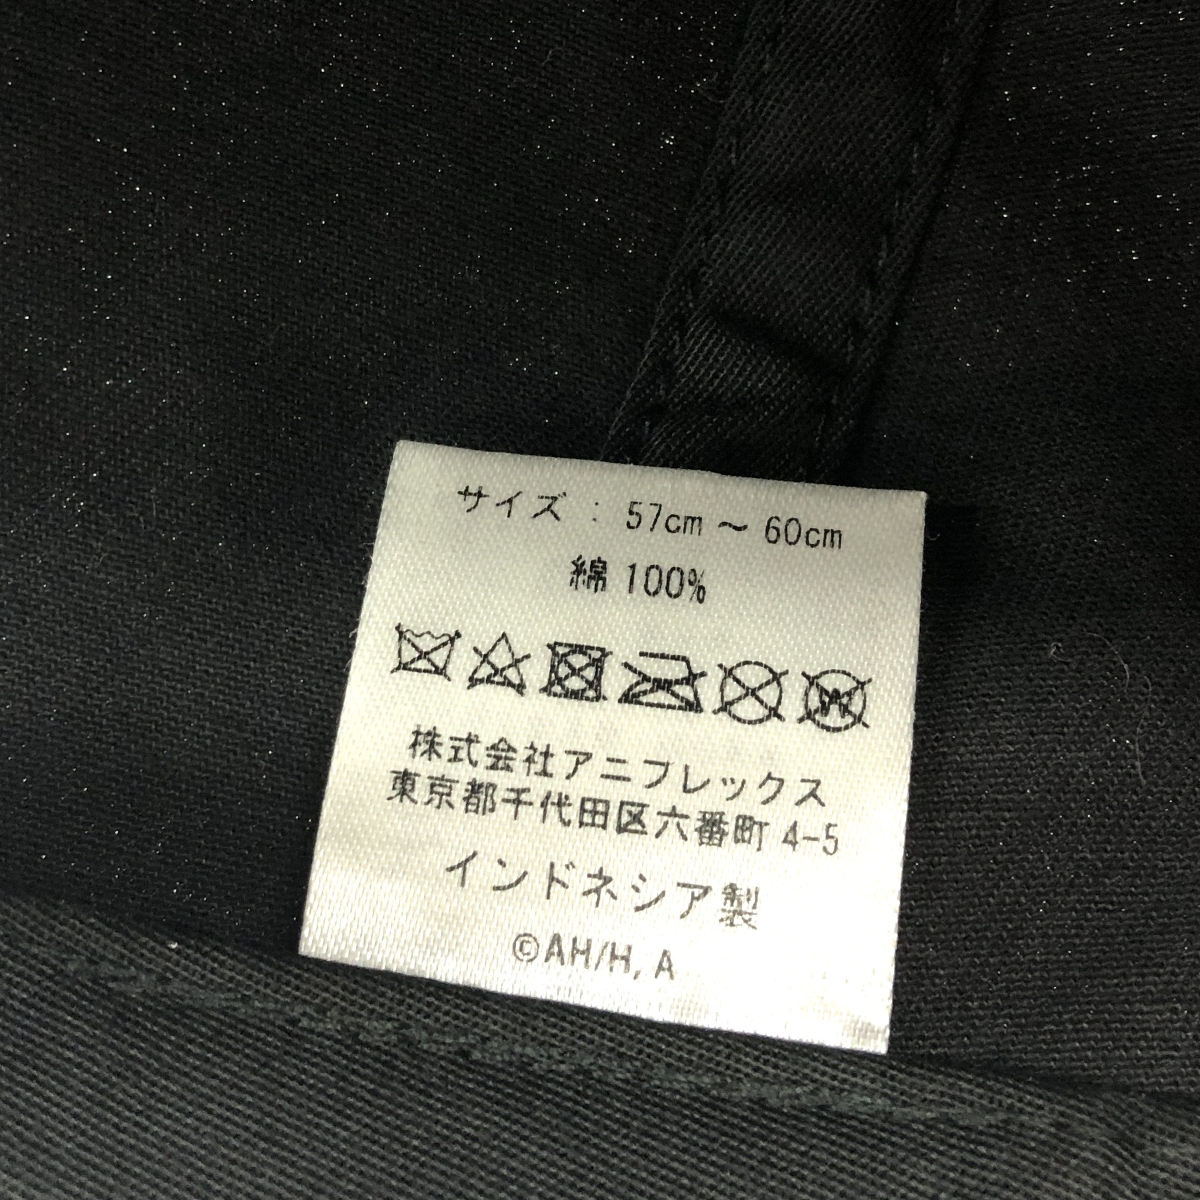 サイズ : 57cm ～ 60cm
綿 100%
株式会社アニプレックス
東京都千代田区六番町 4-5
インドネシア製
©AH/H, A